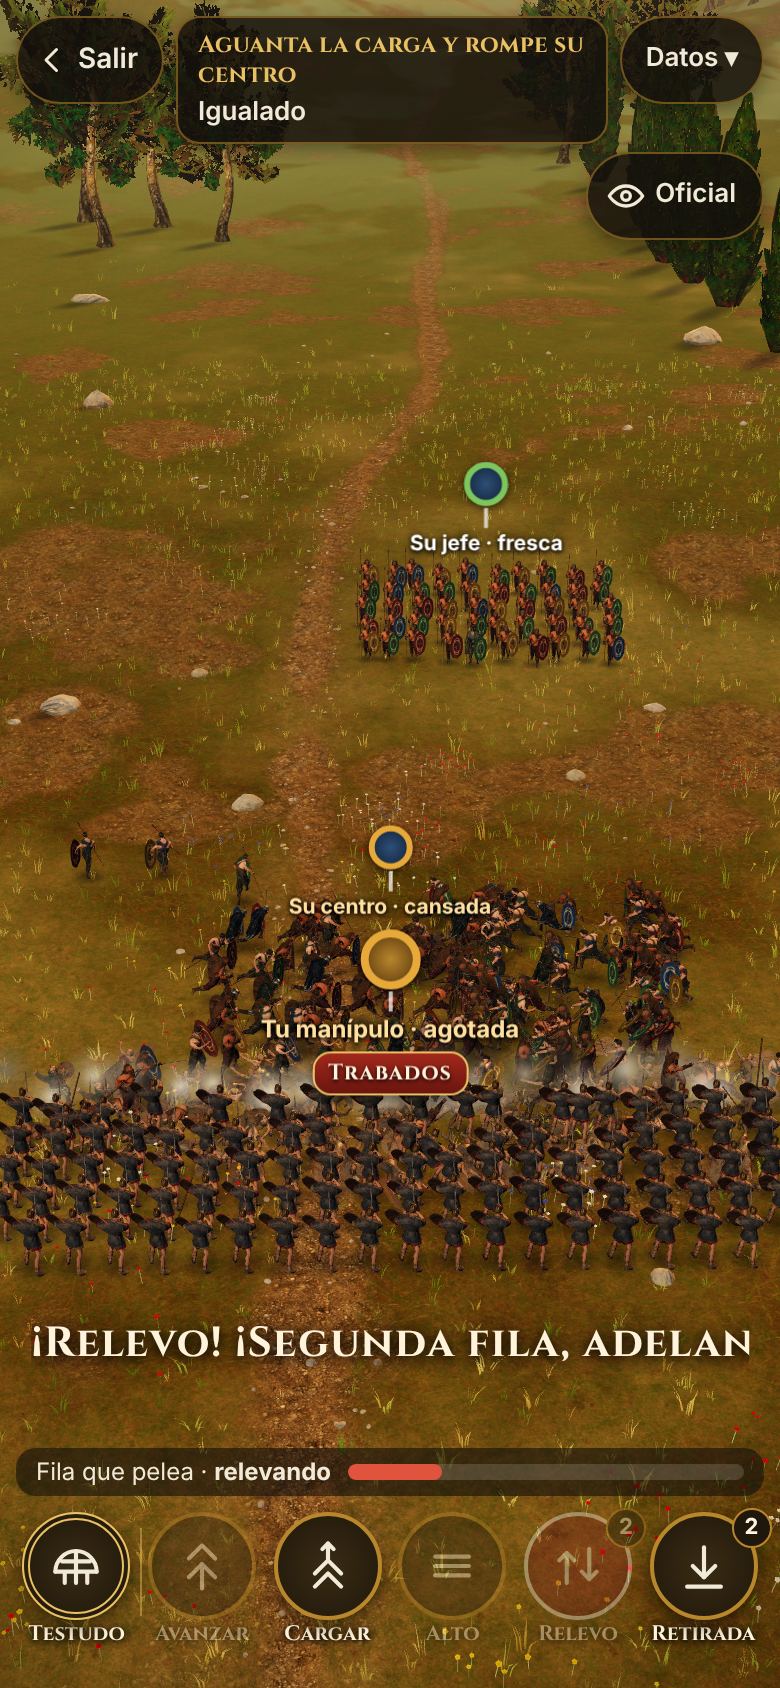 Salir
AGUANTA LA CARGA Y ROMPE SU
CENTRO
Igualado
Datos ▾
Oficial
Su jefe · fresca
Su centro · cansada
Tu manípulo · agotada
TRABADOS
¡RELEVO! ¡SEGUNDA FILA, ADELAN
Fila que pelea · relevando
2
2
TESTUDO
AVANZAR
CARGAR
ALTO
RELEVO
RETIRADA